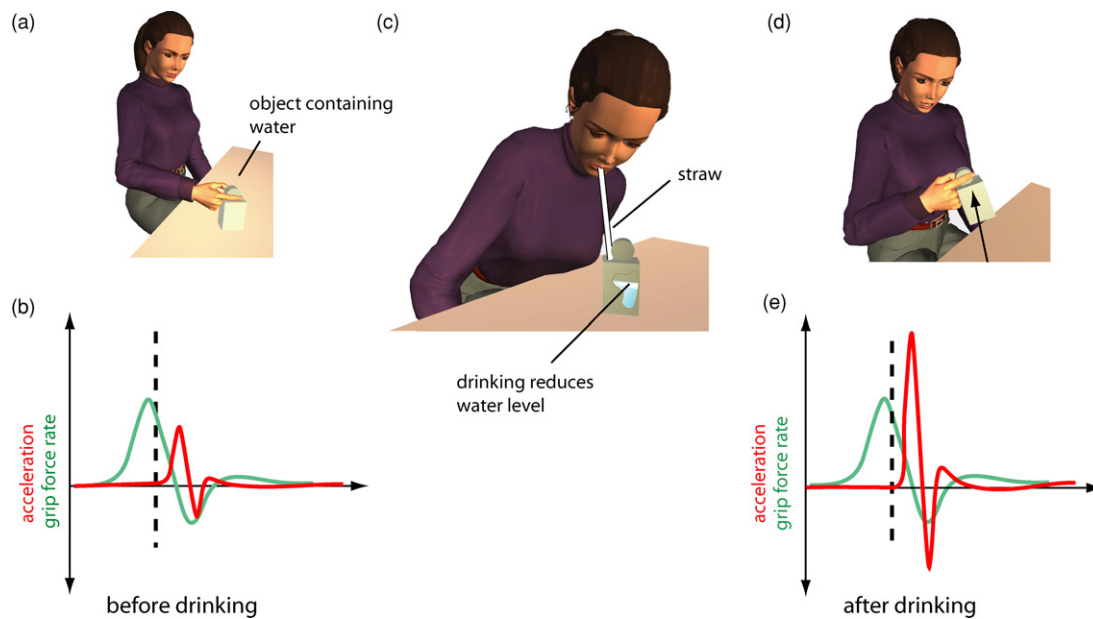 (a)
object containing
water
(c)
straw
drinking reduces
water level
(d)
(b)
acceleration
grip force rate
before drinking
(e)
acceleration
grip force rate
after drinking